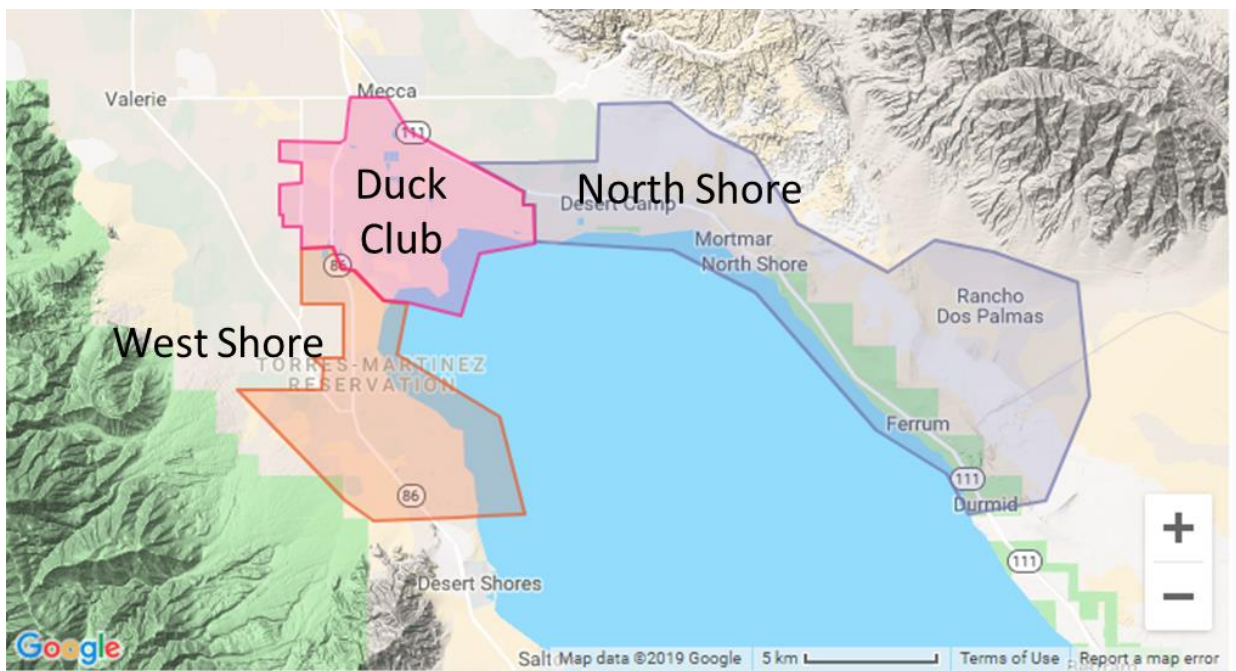 Valerie
Mecca
111
Duck
Club
North Shore
Desert Camp
Mortmar
North Shore
86
Rancho
Dos Palmas
West Shore
TORRES-MARTINEZ
RESERVATION
Ferrum
111
86
Durmid
+
111
Desert Shores
−
Google
Map data ©2019 Google
5 km
Terms of Use
Report a map error